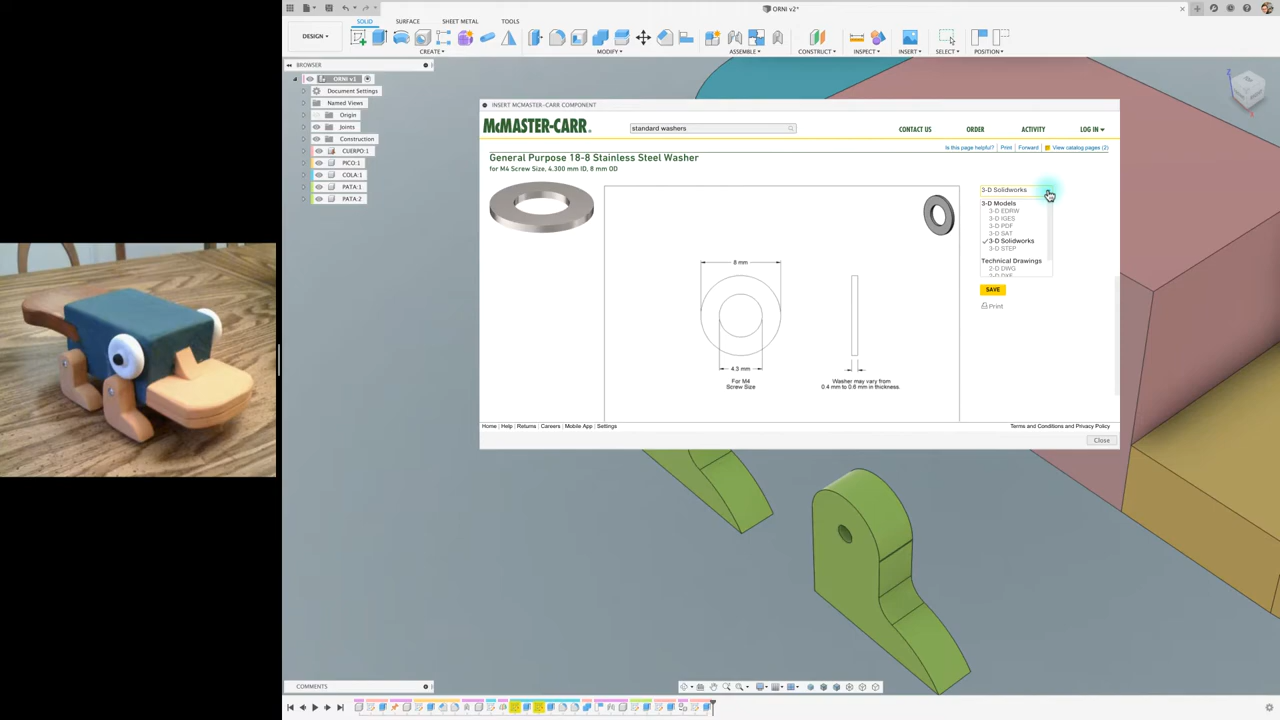 ORNI v2*
DESIGN
SOLID
SURFACE
SHEET METAL
TOOLS
CREATE
MODIFY
ASSEMBLE
CONSTRUCT
INSPECT
INSERT
SELECT
POSITION
BROWSER
ORNI v1
Document Settings
Named Views
Origin
Joints
Construction
CUERPO:1
PICO:1
COLA:1
PATA:1
PATA:2
INSERT MCMASTER-CARR COMPONENT
McMASTER-CARR.
standard washers
CONTACT US
ORDER
ACTIVITY
LOG IN
Is this page helpful?
Print
Forward
View catalog pages (2)
General Purpose 18-8 Stainless Steel Washer
for M4 Screw Size, 4.300 mm ID, 8 mm OD
3-D Solidworks
3-D Models
3-D EDRW
3-D IGES
3-D PDF
3-D SAT
3-D Solidworks
3-D STEP
Technical Drawings
2-D DWG
2-D DXF
SAVE
Print
8 mm
4.3 mm
For M4
Screw Size
Washer may vary from
0.4 mm to 0.6 mm in thickness.
Home | Help | Returns | Careers | Mobile App | Settings
Terms and Conditions and Privacy Policy
Close
COMMENTS